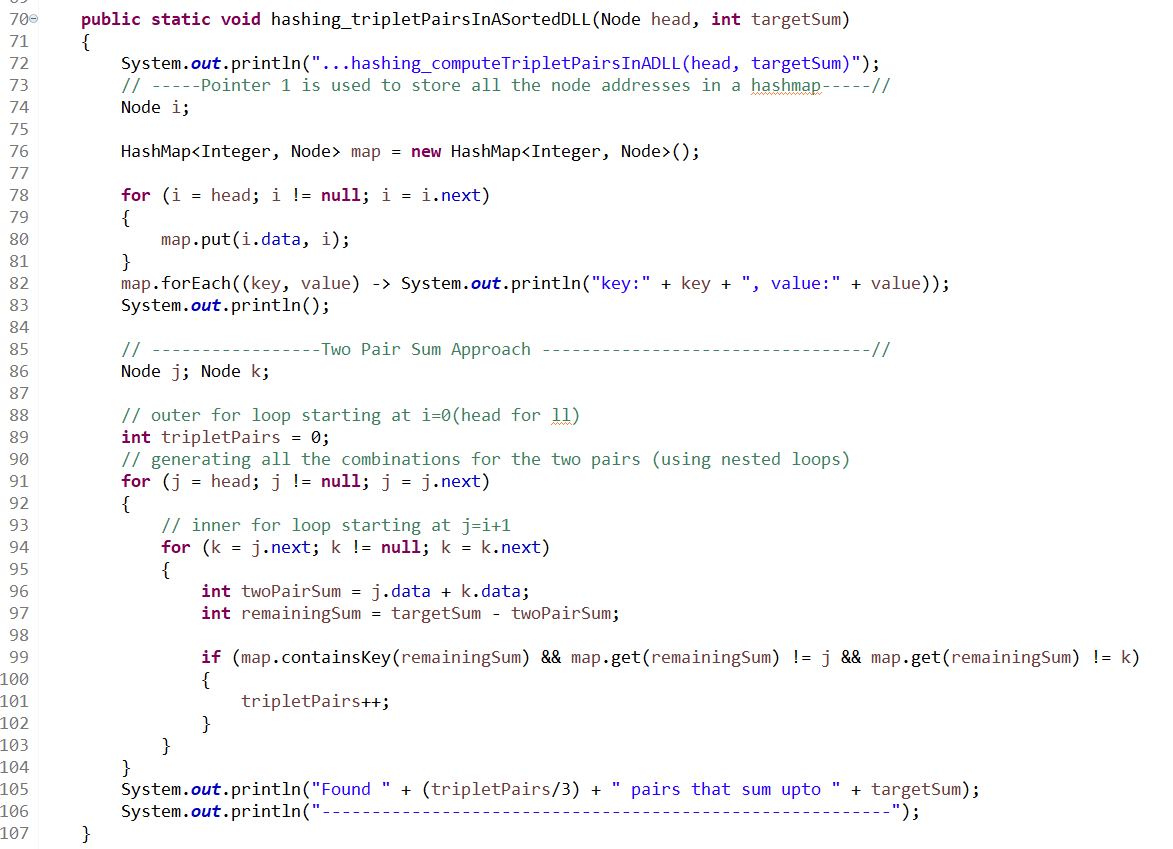 70 public static void hashing_tripletPairsInASortedDLL(Node head, int targetSum)
71 {
72 System.out.println("...hashing_computeTripletPairsInADLL(head, targetSum)");
73 // -----Pointer 1 is used to store all the node addresses in a hashmap-----//
74 Node i;
75
76 HashMap<Integer, Node> map = new HashMap<Integer, Node>();
77
78 for (i = head; i != null; i = i.next)
79 {
80 map.put(i.data, i);
81 }
82 map.forEach((key, value) -> System.out.println("key:" + key + ", value:" + value));
83 System.out.println();
84
85 // -----------------Two Pair Sum Approach ---------------------------------//
86 Node j; Node k;
87
88 // outer for loop starting at i=0(head for ll)
89 int tripletPairs = 0;
90 // generating all the combinations for the two pairs (using nested loops)
91 for (j = head; j != null; j = j.next)
92 {
93 // inner for loop starting at j=i+1
94 for (k = j.next; k != null; k = k.next)
95 {
96 int twoPairSum = j.data + k.data;
97 int remainingSum = targetSum - twoPairSum;
98
99 if (map.containsKey(remainingSum) && map.get(remainingSum) != j && map.get(remainingSum) != k)
100 {
101 tripletPairs++;
102 }
103 }
104 }
105 System.out.println("Found " + (tripletPairs/3) + " pairs that sum upto " + targetSum);
106 System.out.println("---------------------------------------------------------");
107 }